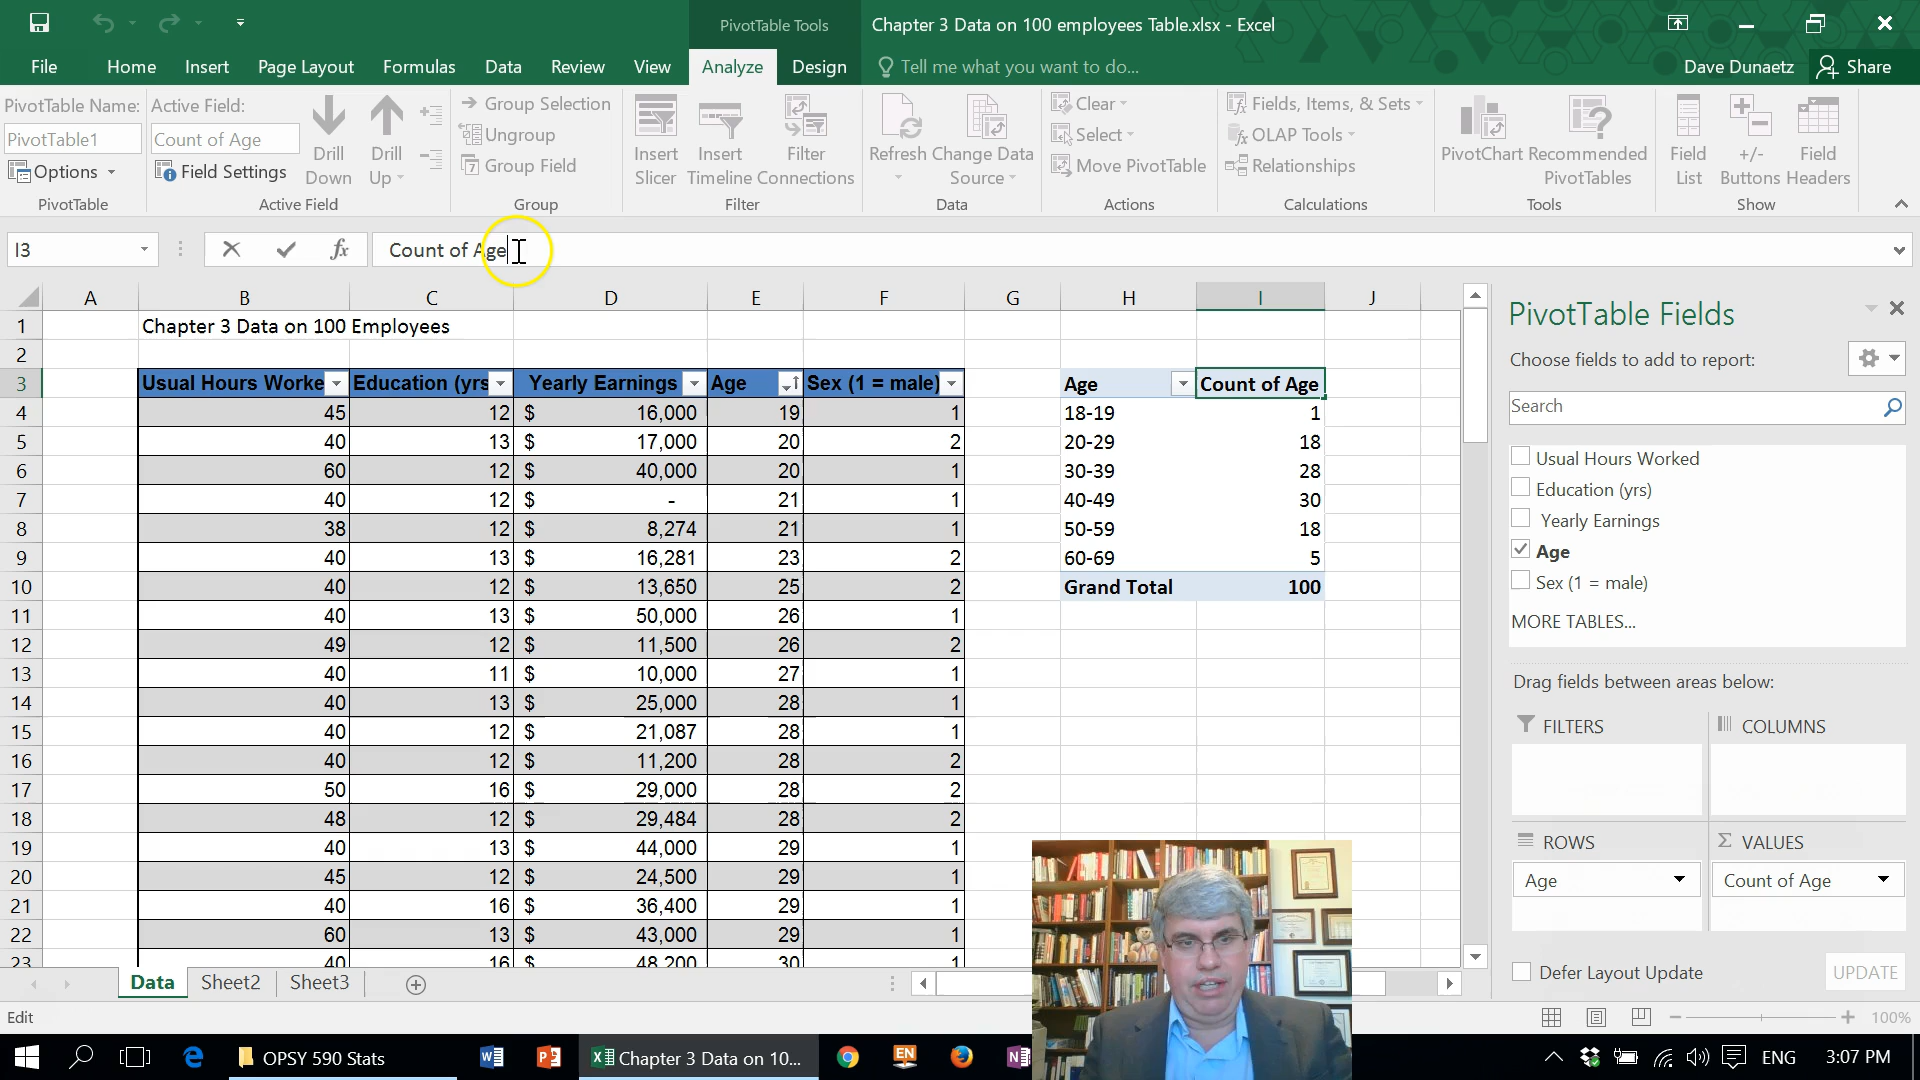 PivotTable Tools
Chapter 3 Data on 100 employees Table.xlsx - Excel
File Home Insert Page Layout Formulas Data Review View Analyze Design Tell me what you want to do... Dave Dunaetz Share
PivotTable Name:
PivotTable1
Options
PivotTable
Active Field:
Count of Age
Field Settings
Drill Down
Drill Up
Active Field
Group Selection
Ungroup
Group Field
Group
Insert Slicer
Insert Timeline
Filter Connections
Filter
Refresh
Change Data Source
Data
Clear
Select
Move PivotTable
Actions
Fields, Items, & Sets
OLAP Tools
Relationships
Calculations
PivotChart
Recommended PivotTables
Tools
Field List
+/- Buttons
Field Headers
Show
I3
fx
Count of Age
A B C D E F G H I J
1 Chapter 3 Data on 100 Employees
2
3 Usual Hours Worke Education (yrs Yearly Earnings Age Sex (1 = male) Age Count of Age
4 45 12 $ 16,000 19 1 18-19 1
5 40 13 $ 17,000 20 2 20-29 18
6 60 12 $ 40,000 20 1 30-39 28
7 40 12 $ - 21 1 40-49 30
8 38 12 $ 8,274 21 1 50-59 18
9 40 13 $ 16,281 23 2 60-69 5
10 40 12 $ 13,650 25 2 Grand Total 100
11 40 13 $ 50,000 26 1
12 49 12 $ 11,500 26 2
13 40 11 $ 10,000 27 1
14 40 13 $ 25,000 28 1
15 40 12 $ 21,087 28 1
16 40 12 $ 11,200 28 2
17 50 16 $ 29,000 28 2
18 48 12 $ 29,484 28 2
19 40 13 $ 44,000 29 1
20 45 12 $ 24,500 29 1
21 40 16 $ 36,400 29 1
22 60 13 $ 43,000 29 1
23 40 16 $ 48,200 30 1
PivotTable Fields
Choose fields to add to report:
Search
Usual Hours Worked
Education (yrs)
Yearly Earnings
Age
Sex (1 = male)
MORE TABLES...
Drag fields between areas below:
FILTERS
COLUMNS
ROWS
Age
Σ VALUES
Count of Age
Defer Layout Update
UPDATE
Data Sheet2 Sheet3
Edit
100%
OPSY 590 Stats
Chapter 3 Data on 10...
EN
ENG
3:07 PM